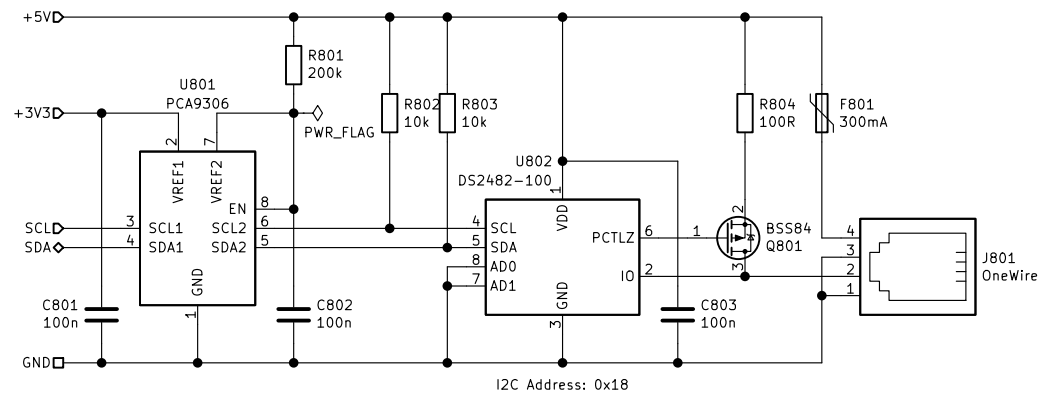 +5V
R801
200k
U801
PCA9306
+3V3
2
7
PWR_FLAG
VREF1
VREF2
EN
8
SCL
3
SCL1
SCL2
6
SDA
4
SDA1
SDA2
5
GND
1
C801
100n
C802
100n
GND
R802
10k
R803
10k
U802
DS2482-100
1
VDD
4
SCL
5
SDA
8
AD0
7
AD1
PCTLZ
6
IO
2
GND
3
C803
100n
R804
100R
F801
300mA
1
2
3
BSS84
Q801
4
3
2
1
J801
OneWire
I2C Address: 0x18